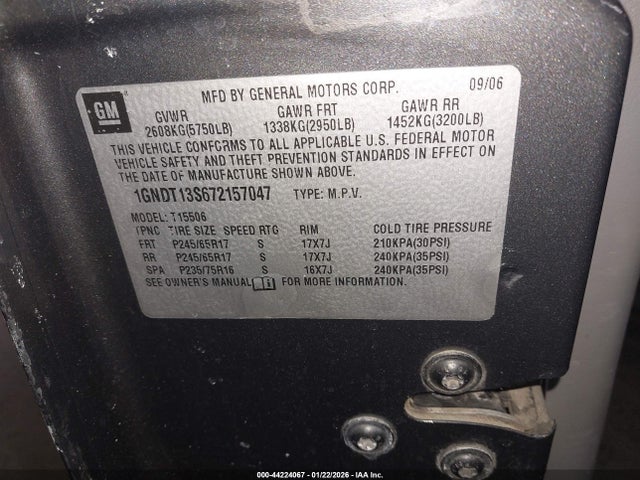 GM
MFD BY GENERAL MOTORS CORP. 09/06
GVWR GAWR FRT GAWR RR
2608KG(5750LB) 1338KG(2950LB) 1452KG(3200LB)
THIS VEHICLE CONFORMS TO ALL APPLICABLE U.S. FEDERAL MOTOR
VEHICLE SAFETY AND THEFT PREVENTION STANDARDS IN EFFECT ON
THE DATE OF MANUFACTURE SHOWN ABOVE.
1GNDT13S672157047 TYPE: M.P.V.
MODEL: T15506
TPNC TIRE SIZE SPEED RTG RIM COLD TIRE PRESSURE
FRT P245/65R17 S 17X7J 210KPA(30PSI)
RR P245/65R17 S 17X7J 240KPA(35PSI)
SPA P235/75R16 S 16X7J 240KPA(35PSI)
SEE OWNER'S MANUAL FOR MORE INFORMATION.
000-44224067 - 01/22/2026 - IAA Inc.